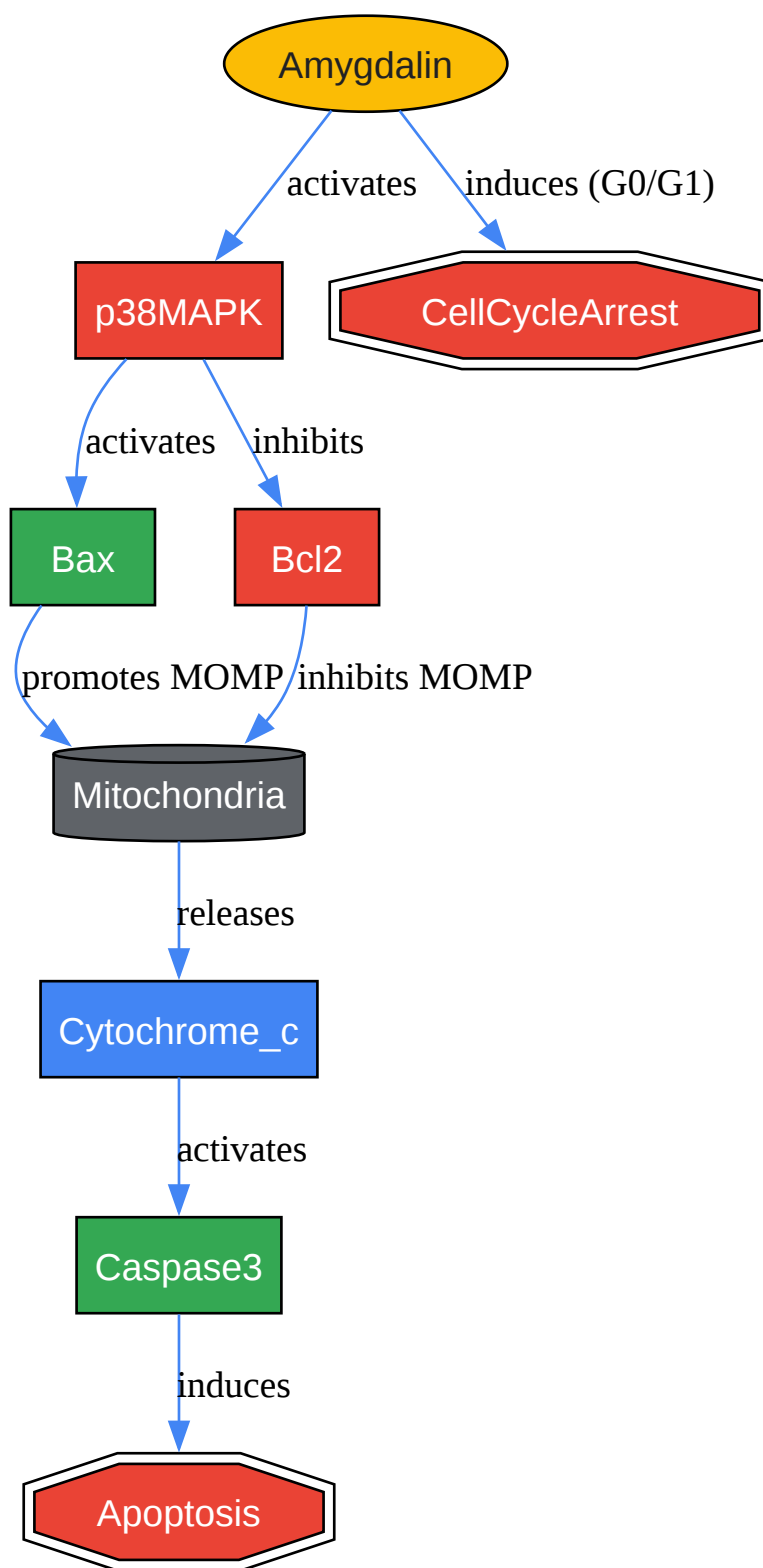 Amygdalin
activates
induces (G0/G1)
p38MAPK
CellCycleArrest
activates
inhibits
Bax
Bcl2
promotes MOMP
inhibits MOMP
Mitochondria
releases
Cytochrome_c
activates
Caspase3
induces
Apoptosis